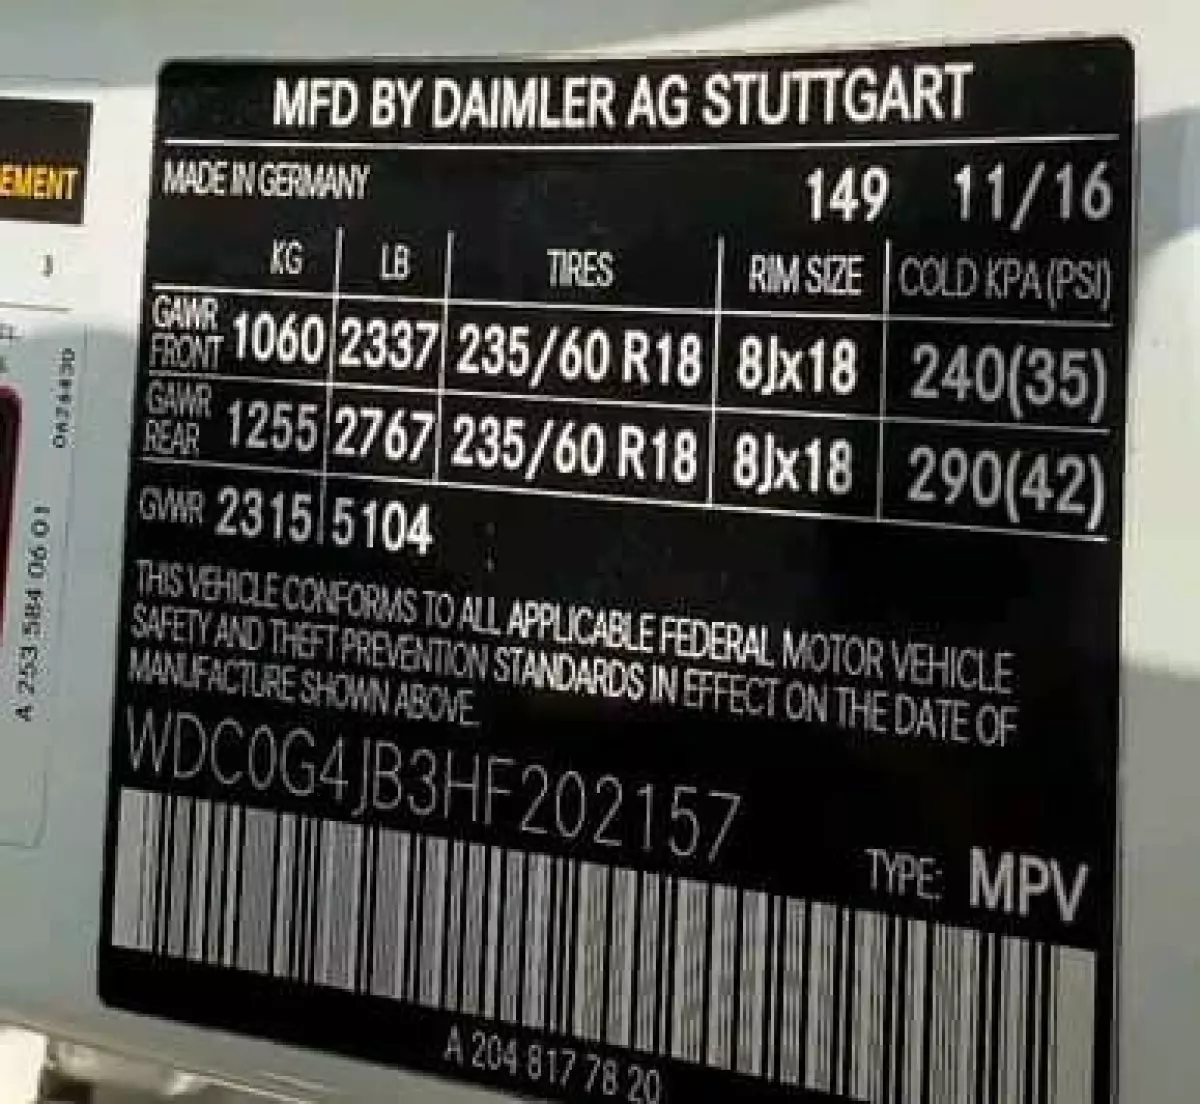 MFD BY DAIMLER AG STUTTGART
MADE IN GERMANY 149 11/16
KG LB TIRES RIM SIZE COLD KPA (PSI)
GAWR FRONT 1060 2337 235/60 R18 8Jx18 240(35)
GAWR REAR 1255 2767 235/60 R18 8Jx18 290(42)
GVWR 2315 5104
THIS VEHICLE CONFORMS TO ALL APPLICABLE FEDERAL MOTOR VEHICLE
SAFETY AND THEFT PREVENTION STANDARDS IN EFFECT ON THE DATE OF
MANUFACTURE SHOWN ABOVE.
WDC0G4JB3HF202157
TYPE: MPV
A 204 817 78 20
EMENT
A 253 584 06 01